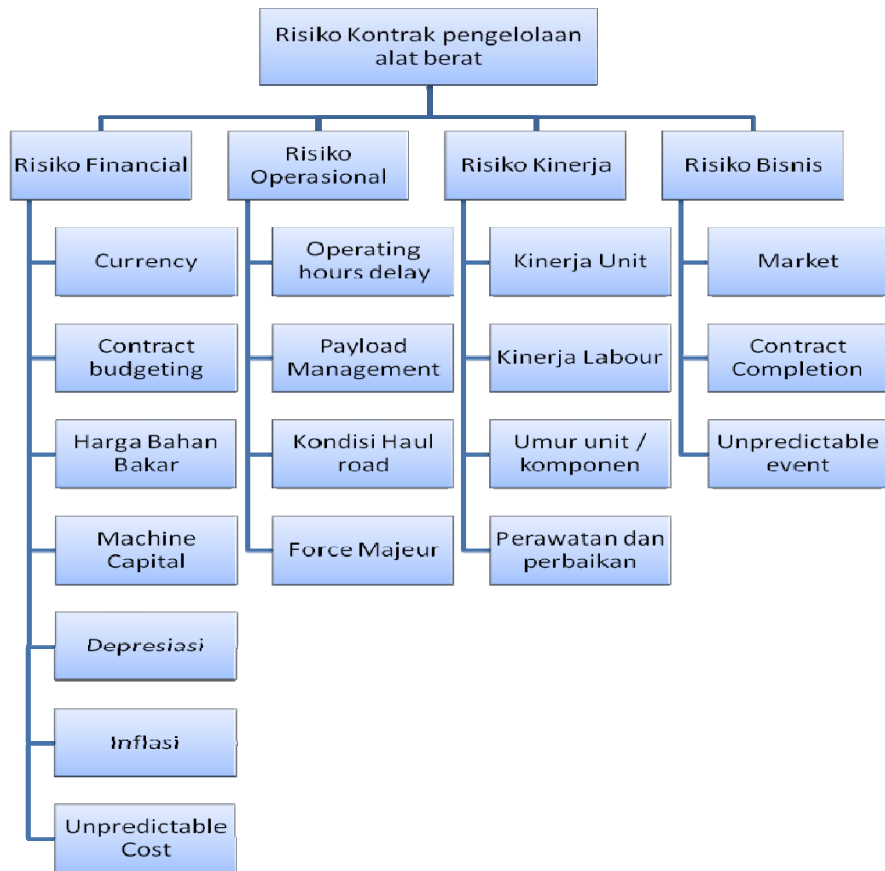 Risiko Kontrak pengelolaan
alat berat
Risiko Financial
Risiko
Operasional
Risiko Kinerja
Risiko Bisnis
Currency
Contract
budgeting
Harga Bahan
Bakar
Machine
Capital
Depresiasi
Inflasi
Unpredictable
Cost
Operating
hours delay
Payload
Management
Kondisi Haul
road
Force Majeur
Kinerja Unit
Kinerja Labour
Umur unit /
komponen
Perawatan dan
perbaikan
Market
Contract
Completion
Unpredictable
event